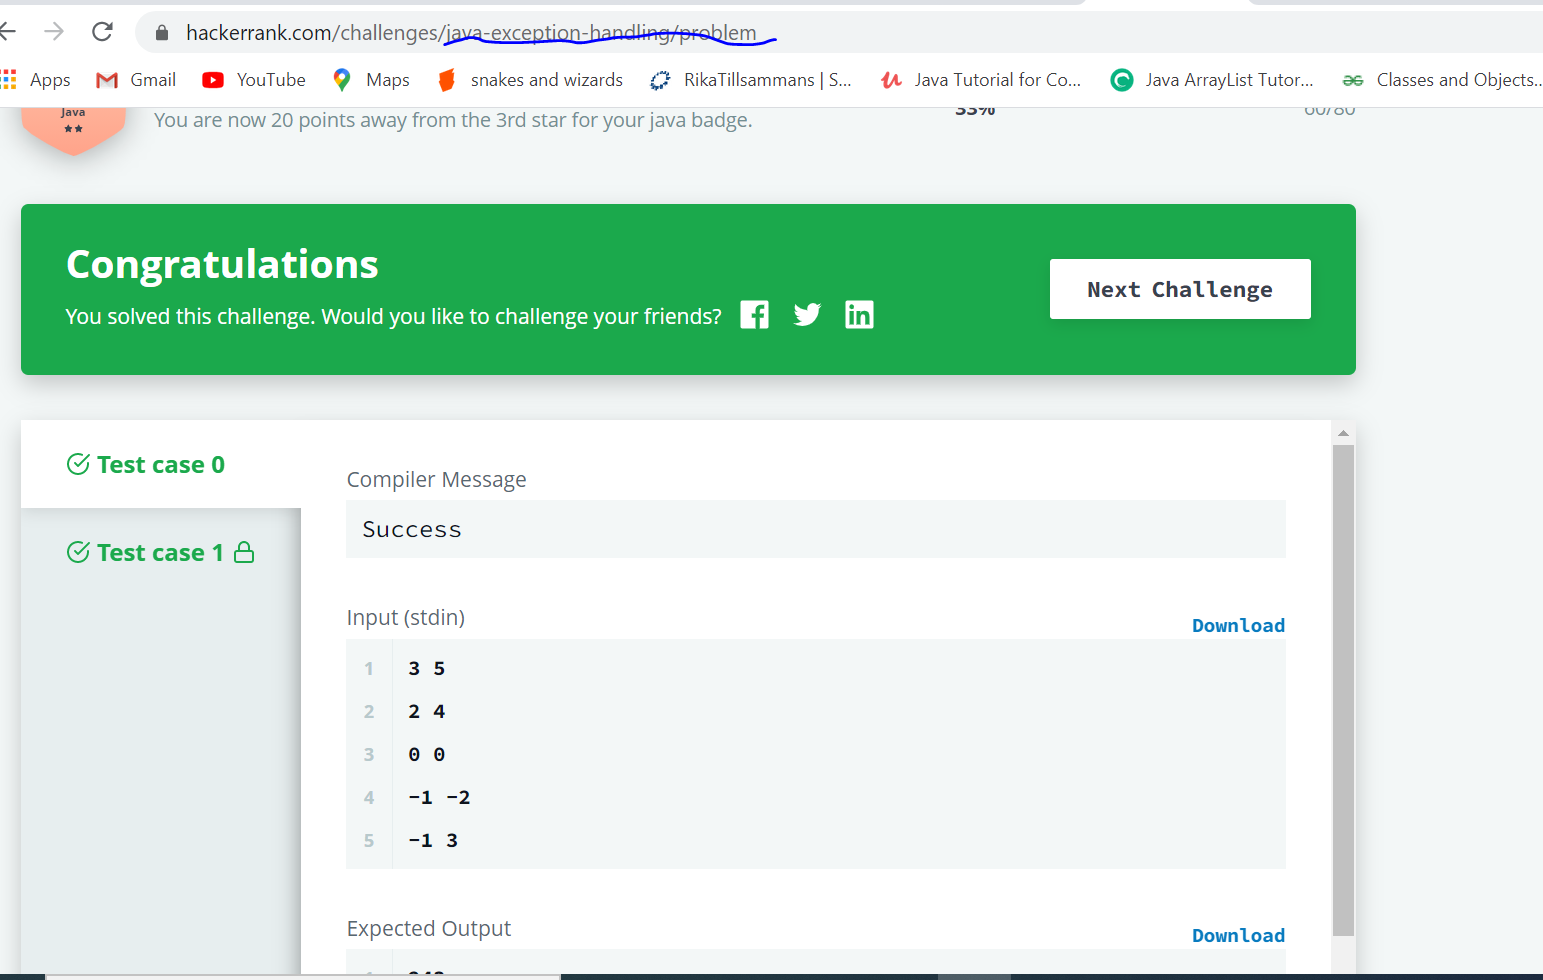 hackerrank.com/challenges/java-exception-handling/problem
Apps Gmail YouTube Maps snakes and wizards RikaTillsammans | S... Java Tutorial for Co... Java ArrayList Tutor... Classes and Objects...
Java
You are now 20 points away from the 3rd star for your java badge. 33% 60/80
Congratulations
You solved this challenge. Would you like to challenge your friends?
Next Challenge
Test case 0
Test case 1
Compiler Message
Success
Input (stdin) Download
1 3 5
2 2 4
3 0 0
4 -1 -2
5 -1 3
Expected Output Download